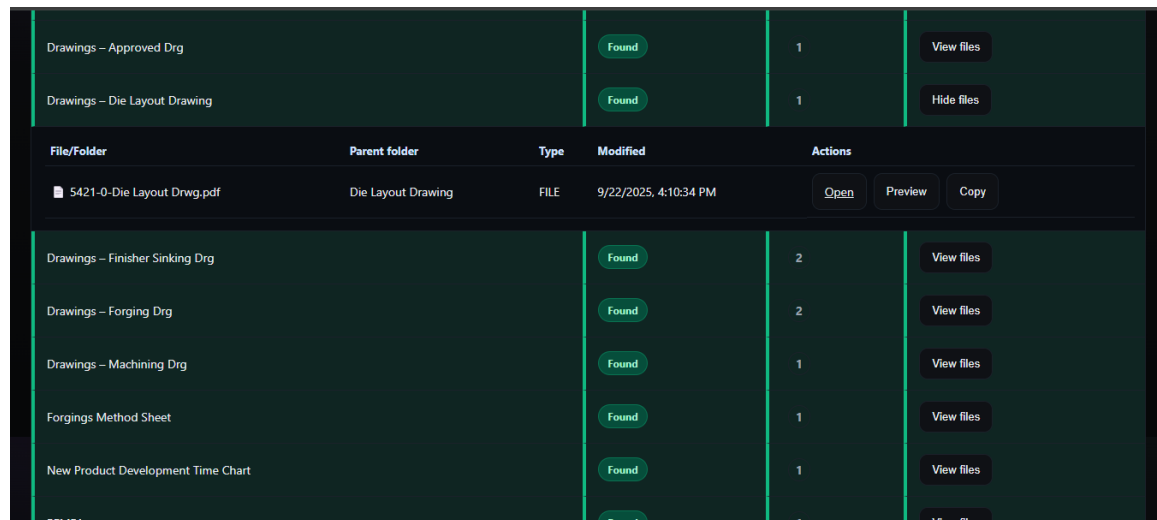 Drawings – Approved Drg Found 1 View files
Drawings – Die Layout Drawing Found 1 Hide files
File/Folder Parent folder Type Modified Actions
5421-0-Die Layout Drwg.pdf Die Layout Drawing FILE 9/22/2025, 4:10:34 PM Open Preview Copy
Drawings – Finisher Sinking Drg Found 2 View files
Drawings – Forging Drg Found 2 View files
Drawings – Machining Drg Found 1 View files
Forgings Method Sheet Found 1 View files
New Product Development Time Chart Found 1 View files